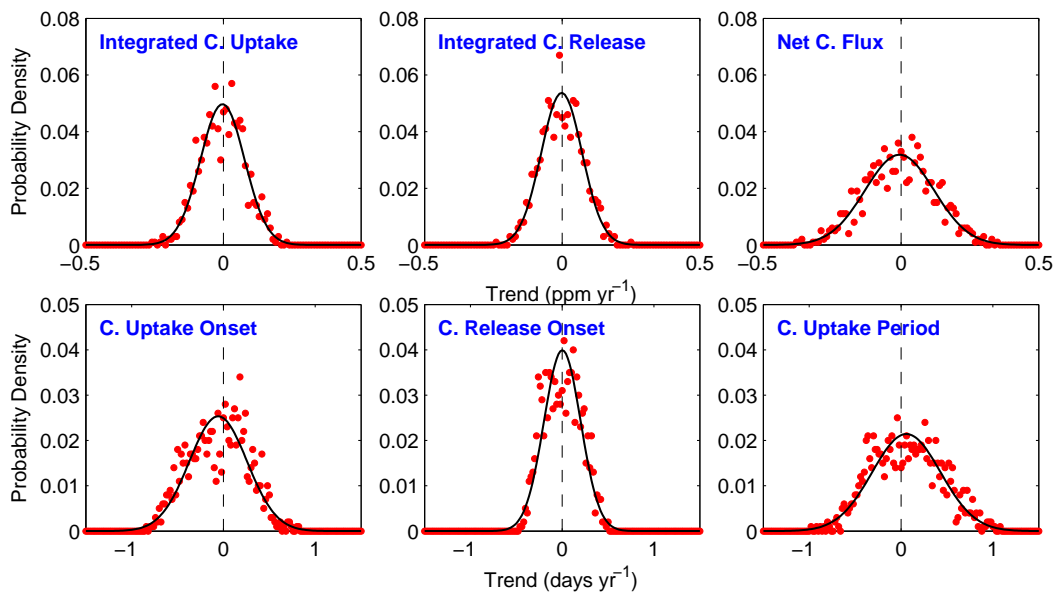 0.08
0.06
0.04
0.02
0
Probability Density
Integrated C. Uptake
−0.5 0 0.5
0.08
0.06
0.04
0.02
0
Integrated C. Release
−0.5 0 0.5
Trend (ppm yr⁻¹)
0.08
0.06
0.04
0.02
0
Net C. Flux
−0.5 0 0.5
0.05
0.04
0.03
0.02
0.01
0
Probability Density
C. Uptake Onset
−1 0 1
0.05
0.04
0.03
0.02
0.01
0
C. Release Onset
−1 0 1
Trend (days yr⁻¹)
0.05
0.04
0.03
0.02
0.01
0
C. Uptake Period
−1 0 1